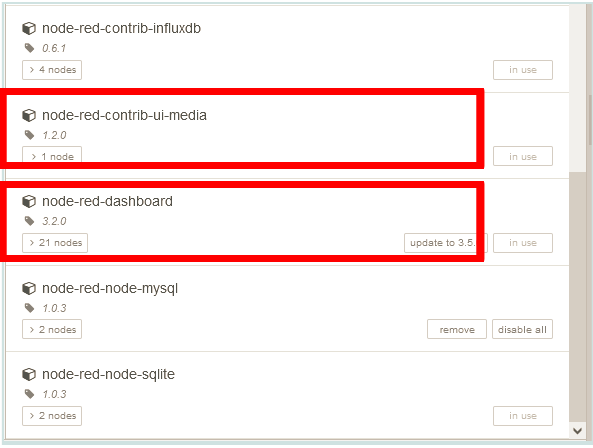 node-red-contrib-influxdb
0.6.1
4 nodes
in use
node-red-contrib-ui-media
1.2.0
1 node
in use
node-red-dashboard
3.2.0
21 nodes
update to 3.5.
in use
node-red-node-mysql
1.0.3
2 nodes
remove
disable all
node-red-node-sqlite
1.0.3
2 nodes
in use